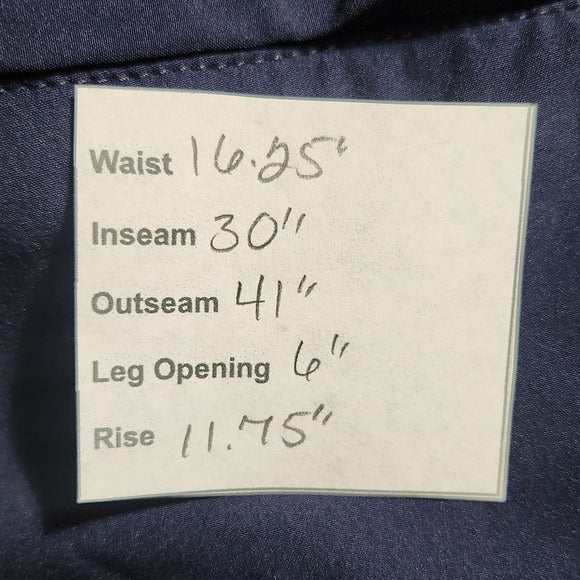 Waist 16.25"
Inseam 30"
Outseam 41"
Leg Opening 6"
Rise 11.75"